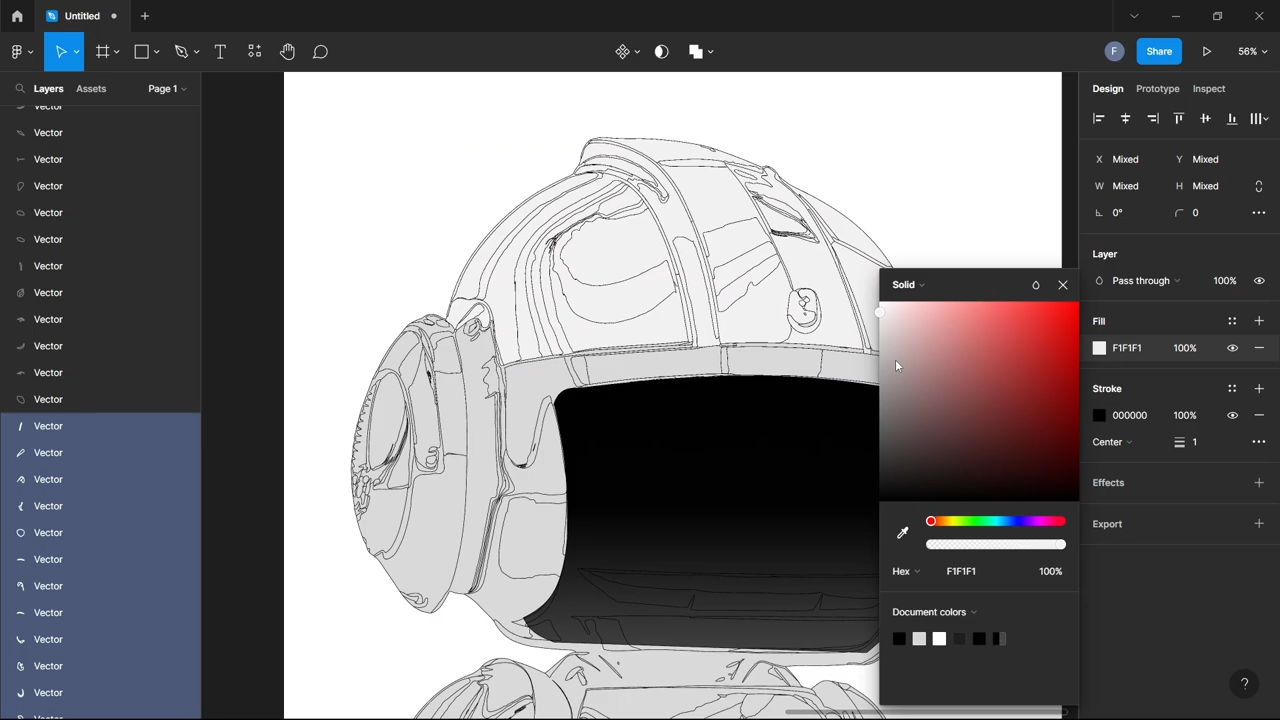 Untitled
T
F
Share
56%
Layers
Assets
Page 1
Design
Prototype
Inspect
Vector
X
Mixed
Y
Mixed
Vector
Vector
W
Mixed
H
Mixed
Vector
Vector
0°
0
Vector
Layer
Vector
Pass through
100%
Solid
Vector
Fill
Vector
F1F1F1
100%
Vector
Vector
Stroke
Vector
000000
100%
Vector
Center
1
Vector
Vector
Effects
Vector
Export
Vector
Vector
Hex
F1F1F1
100%
Vector
Vector
Document colors
Vector
Vector
Vector
?
Vector